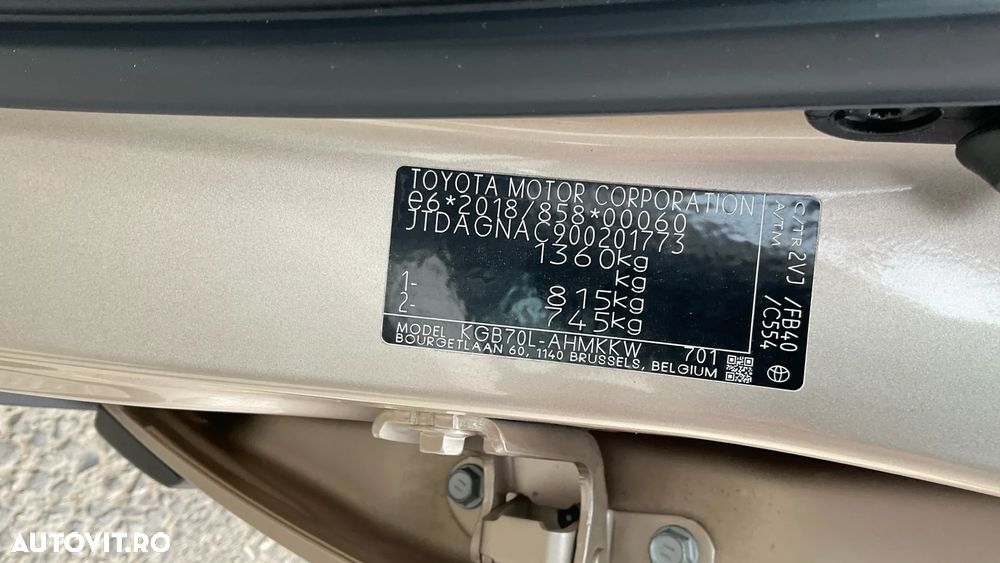 TOYOTA MOTOR CORPORATION
e6*2018/858*00060
JTDAGNAC900201773
1360kg
kg
1- 815kg
2- 745kg
MODEL KGB70L-AHMKKW 701
BOURGETLAAN 60, 1140 BRUSSELS, BELGIUM
C/TR 2VJ /FB40
A/TM /C554
AUTOVIT.RO